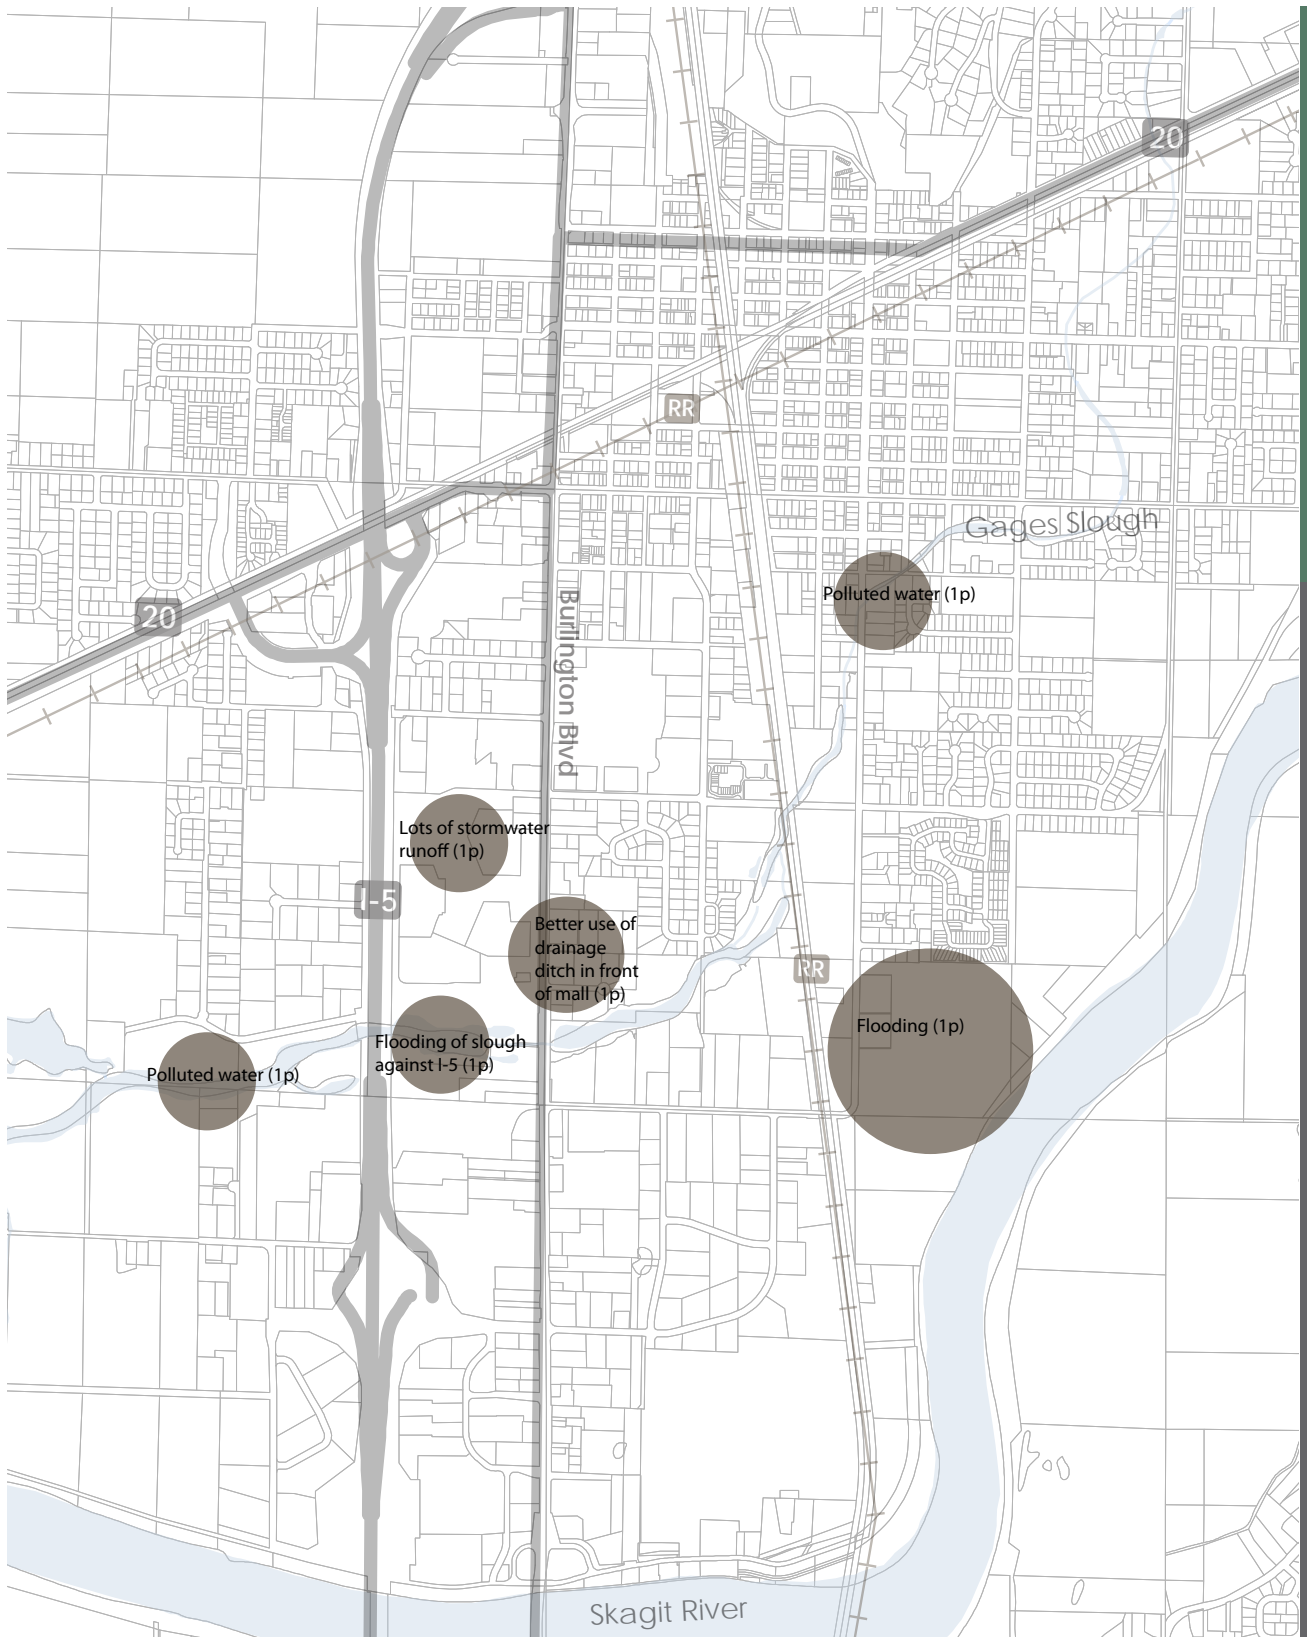 20
RR
Gages Slough
Polluted water (1p)
20
Burlington Blvd
Lots of stormwater
runoff (1p)
I-5
Better use of
drainage
ditch in front
of mall (1p)
RR
Flooding (1p)
Flooding of slough
against I-5 (1p)
Polluted water (1p)
Skagit River